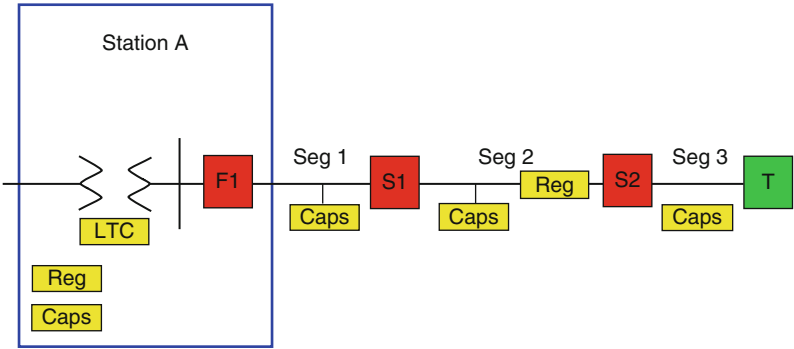 Station A
F1
LTC
Reg
Caps
Seg 1
Caps
S1
Seg 2
Caps
Reg
S2
Seg 3
Caps
T